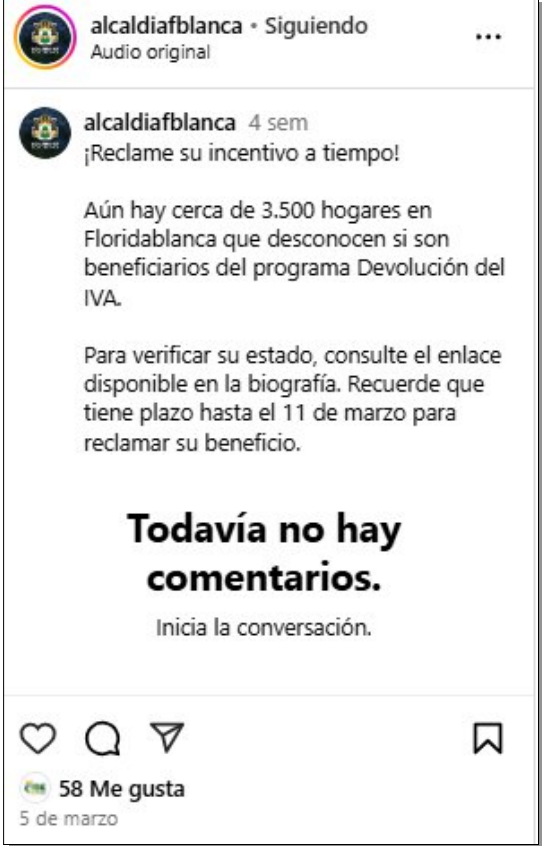 alcaldiafblanca • Siguiendo
Audio original
alcaldiafblanca 4 sem
¡Reclame su incentivo a tiempo!
Aún hay cerca de 3.500 hogares en
Floridablanca que desconocen si son
beneficiarios del programa Devolución del
IVA.
Para verificar su estado, consulte el enlace
disponible en la biografía. Recuerde que
tiene plazo hasta el 11 de marzo para
reclamar su beneficio.
Todavía no hay
comentarios.
Inicia la conversación.
58 Me gusta
5 de marzo